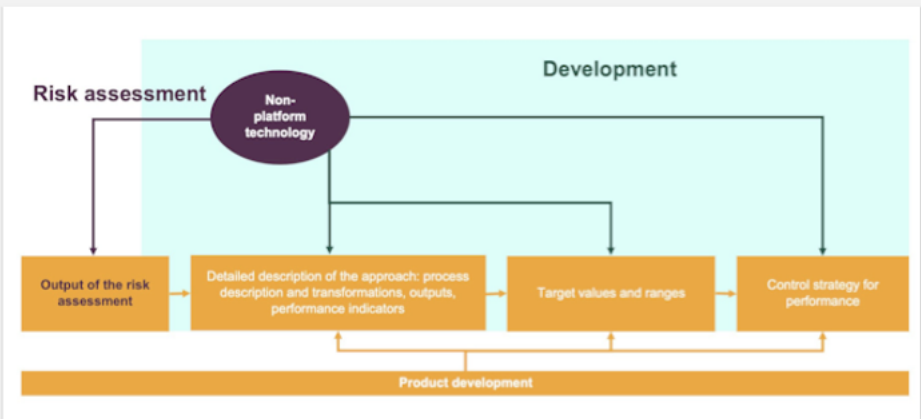 Development
Risk assessment
Non-
platform
technology
Output of the risk
assessment
Detailed description of the approach: process
description and transformations, outputs,
performance indicators
Target values and ranges
Control strategy for
performance
Product development